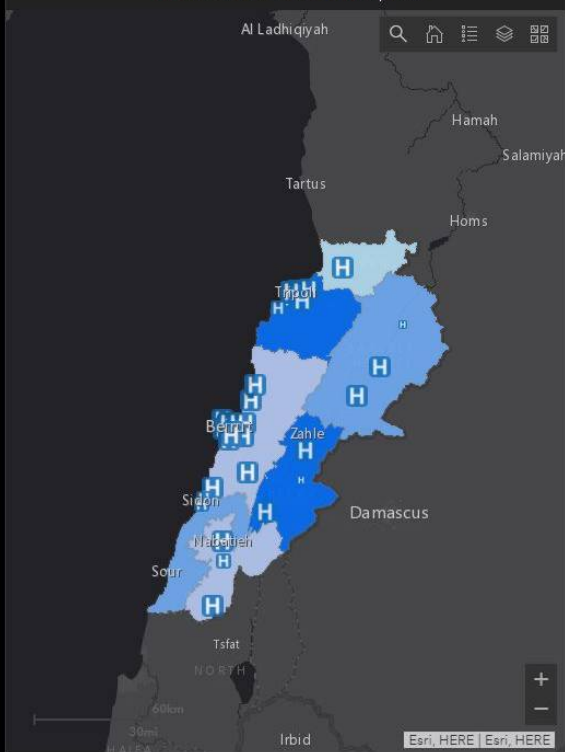 Al Ladhiqiyah
Hamah
Salamiyah
Tartus
Homs
Tripoli
H
H
H
H
H
H
H
H
Beirut
Zahle
H
H
H
H
H
Sidon
H
Damascus
Nabatieh
H
Sour
H
Tsfat
NORTH
60km
30mi
HAIFA
Irbid
+
−
Esri, HERE | Esri, HERE